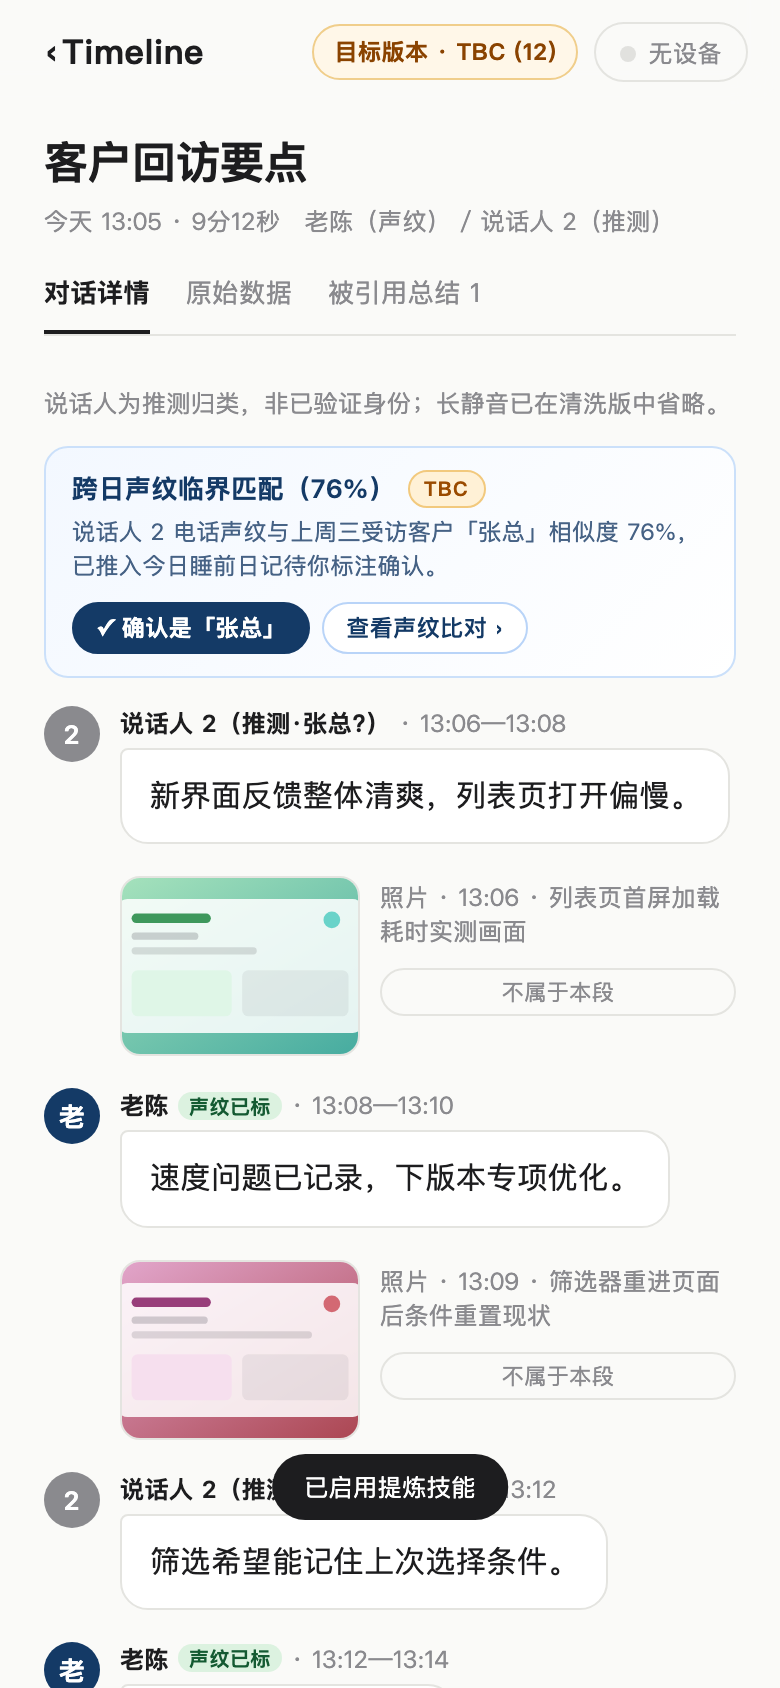 ‹ Timeline
目标版本 · TBC (12)
无设备
客户回访要点
今天 13:05 · 9分12秒 老陈（声纹） / 说话人 2（推测）
对话详情 原始数据 被引用总结 1
说话人为推测归类，非已验证身份；长静音已在清洗版中省略。
跨日声纹临界匹配（76%） TBC
说话人 2 电话声纹与上周三受访客户「张总」相似度 76%，
已推入今日睡前日记待你标注确认。
✓ 确认是「张总」
查看声纹比对 ›
2
说话人 2（推测·张总?） · 13:06—13:08
新界面反馈整体清爽，列表页打开偏慢。
照片 · 13:06 · 列表页首屏加载
耗时实测画面
不属于本段
老
老陈 声纹已标 · 13:08—13:10
速度问题已记录，下版本专项优化。
照片 · 13:09 · 筛选器重进页面
后条件重置现状
不属于本段
2
说话人 2（推
已启用提炼技能
3:12
筛选希望能记住上次选择条件。
老
老陈 声纹已标 · 13:12—13:14